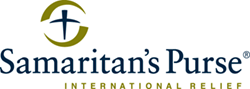 Samaritan's Purse®
INTERNATIONAL RELIEF